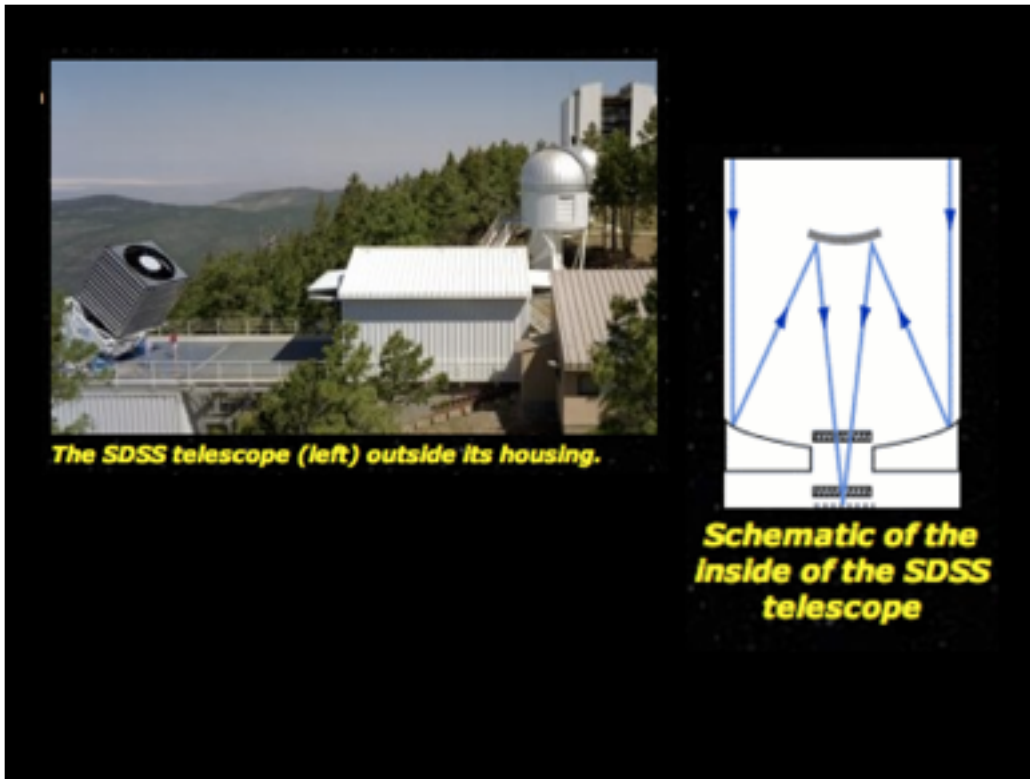 The SDSS telescope (left) outside its housing.
Schematic of the
inside of the SDSS
telescope